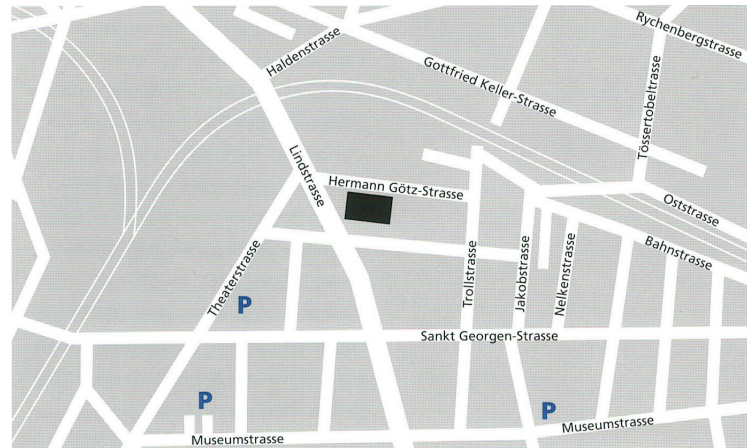 Rychenbergstrasse
Haldenstrasse
Gottfried Keller-Strasse
Tössertobeltrasse
Lindstrasse
Hermann Götz-Strasse
Oststrasse
Bahnstrasse
Theaterstrasse
Trollstrasse
Jakobstrasse
Nelkenstrasse
P
Sankt Georgen-Strasse
P
P
Museumstrasse
Museumstrasse